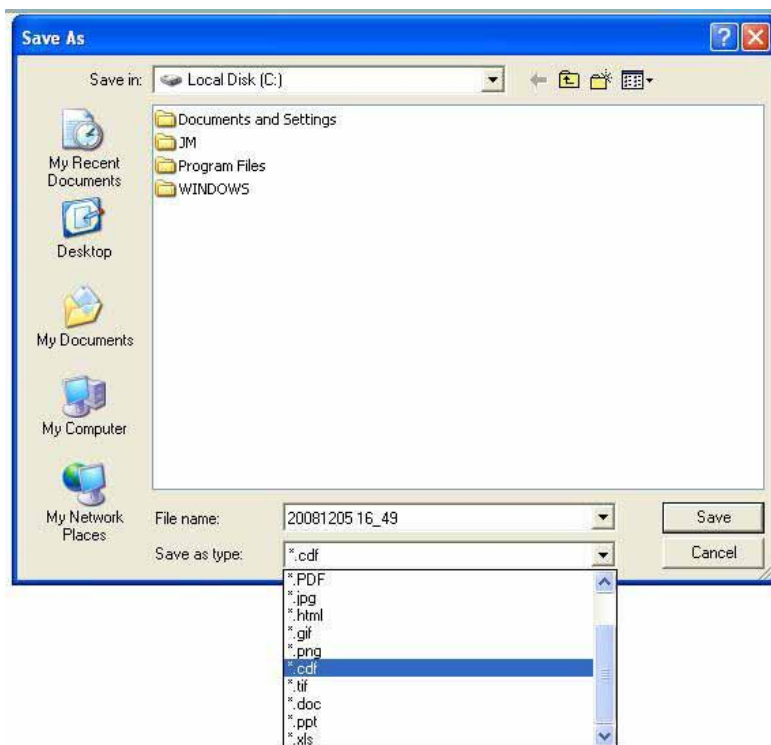 Save As
Save in:
Local Disk (C:)
My Recent
Documents
Desktop
My Documents
My Computer
My Network
Places
Documents and Settings
JM
Program Files
WINDOWS
File name:
20081205 16_49
Save
Save as type:
*.cdf
Cancel
*.PDF
*.jpg
*.html
*.gif
*.png
*.cdf
*.tif
*.doc
*.ppt
*.xls